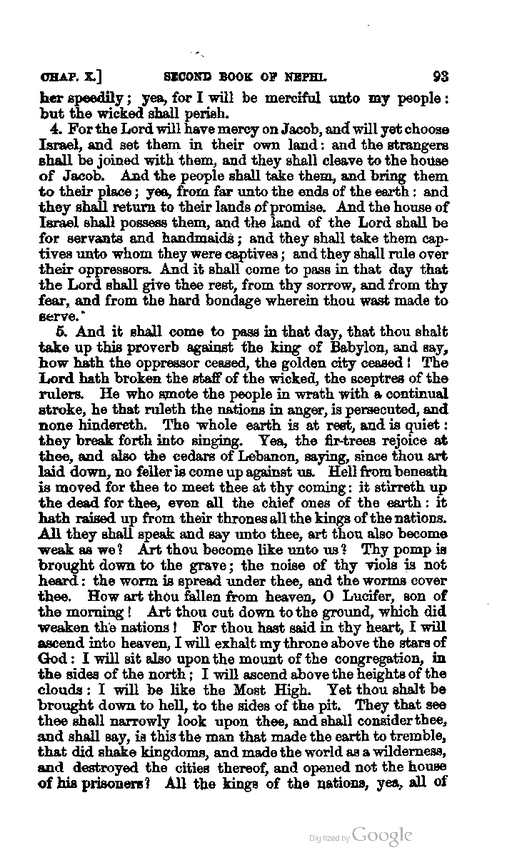 CHAP. X.] SECOND BOOK OF NEPHI. 93
her speedily; yea, for I will be merciful unto my people:
but the wicked shall perish.
4. For the Lord will have mercy on Jacob, and will yet choose
Israel, and set them in their own land: and the strangers
shall be joined with them, and they shall cleave to the house
of Jacob. And the people shall take them, and bring them
to their place; yea, from far unto the ends of the earth: and
they shall return to their lands of promise. And the house of
Israel shall possess them, and the land of the Lord shall be
for servants and handmaids; and they shall take them cap-
tives unto whom they were captives; and they shall rule over
their oppressors. And it shall come to pass in that day that
the Lord shall give thee rest, from thy sorrow, and from thy
fear, and from the hard bondage wherein thou wast made to
serve.
5. And it shall come to pass in that day, that thou shalt
take up this proverb against the king of Babylon, and say,
how hath the oppressor ceased, the golden city ceased! The
Lord hath broken the staff of the wicked, the sceptres of the
rulers. He who smote the people in wrath with a continual
stroke, he that ruleth the nations in anger, is persecuted, and
none hindereth. The whole earth is at rest, and is quiet:
they break forth into singing. Yea, the fir-trees rejoice at
thee, and also the cedars of Lebanon, saying, since thou art
laid down, no feller is come up against us. Hell from beneath
is moved for thee to meet thee at thy coming: it stirreth up
the dead for thee, even all the chief ones of the earth: it
hath raised up from their thrones all the kings of the nations.
All they shall speak and say unto thee, art thou also become
weak as we? Art thou become like unto us? Thy pomp is
brought down to the grave; the noise of thy viols is not
heard: the worm is spread under thee, and the worms cover
thee. How art thou fallen from heaven, O Lucifer, son of
the morning! Art thou cut down to the ground, which did
weaken the nations! For thou hast said in thy heart, I will
ascend into heaven, I will exhalt my throne above the stars of
God: I will sit also upon the mount of the congregation, in
the sides of the north; I will ascend above the heights of the
clouds: I will be like the Most High. Yet thou shalt be
brought down to hell, to the sides of the pit. They that see
thee shall narrowly look upon thee, and shall consider thee,
and shall say, is this the man that made the earth to tremble,
that did shake kingdoms, and made the world as a wilderness,
and destroyed the cities thereof, and opened not the house
of his prisoners? All the kings of the nations, yea, all of
Digitized by Google